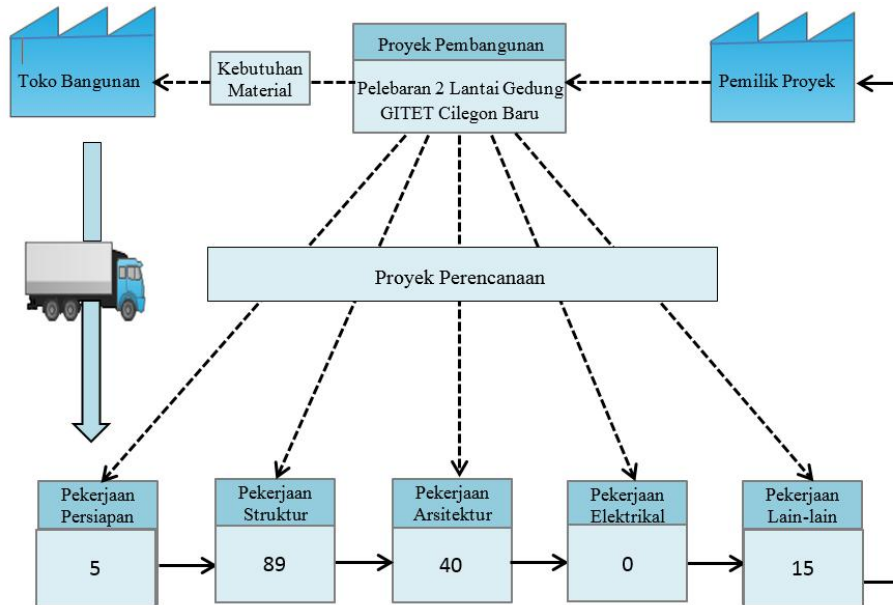 Toko Bangunan
Kebutuhan
Material
Proyek Pembangunan
Pelebaran 2 Lantai Gedung
GITET Cilegon Baru
Pemilik Proyek
Proyek Perencanaan
Pekerjaan
Persiapan
5
Pekerjaan
Struktur
89
Pekerjaan
Arsitektur
40
Pekerjaan
Elektrikal
0
Pekerjaan
Lain-lain
15